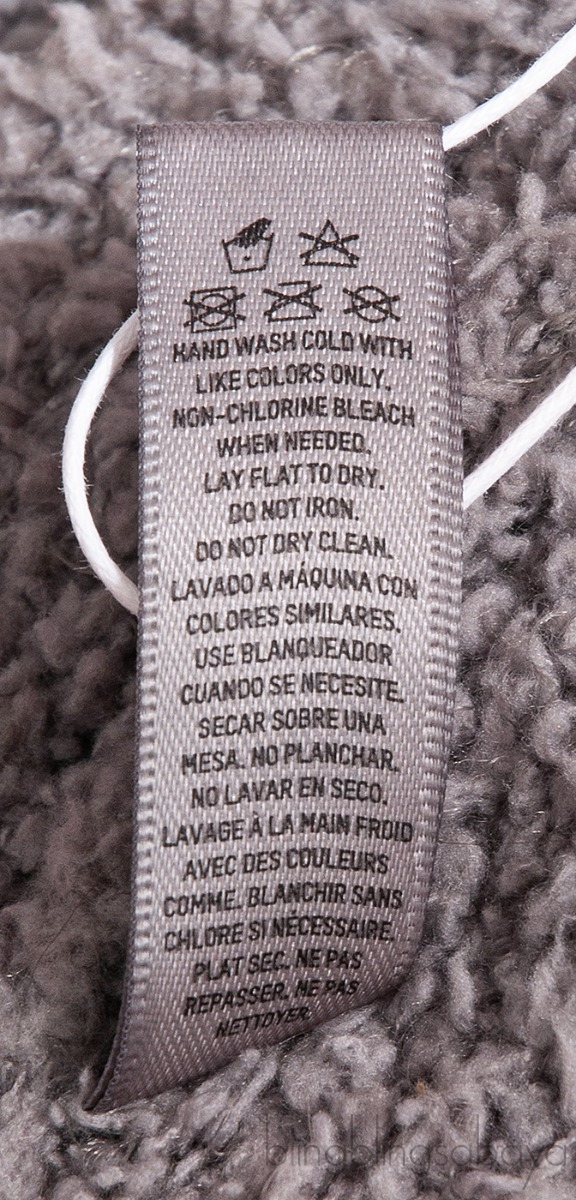 HAND WASH COLD WITH
LIKE COLORS ONLY.
NON-CHLORINE BLEACH
WHEN NEEDED.
LAY FLAT TO DRY.
DO NOT IRON.
DO NOT DRY CLEAN.
LAVADO A MÁQUINA CON
COLORES SIMILARES.
USE BLANQUEADOR
CUANDO SE NECESITE.
SECAR SOBRE UNA
MESA. NO PLANCHAR.
NO LAVAR EN SECO.
LAVAGE À LA MAIN FROID
AVEC DES COULEURS
COMME. BLANCHIR SANS
CHLORE SI NÉCESSAIRE.
PLAT SEC. NE PAS
REPASSER. NE PAS
NETTOYER.
blingblingsabaya